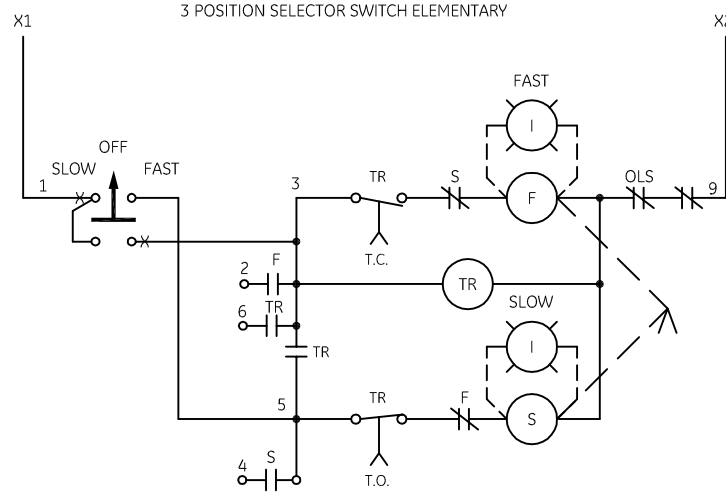 3 POSITION SELECTOR SWITCH ELEMENTARY
X1
X2
FAST
I
OFF
SLOW
FAST
1
3
TR
S
F
OLS
9
T.C.
2
F
TR
6
TR
SLOW
I
TR
5
TR
F
S
4
S
T.O.